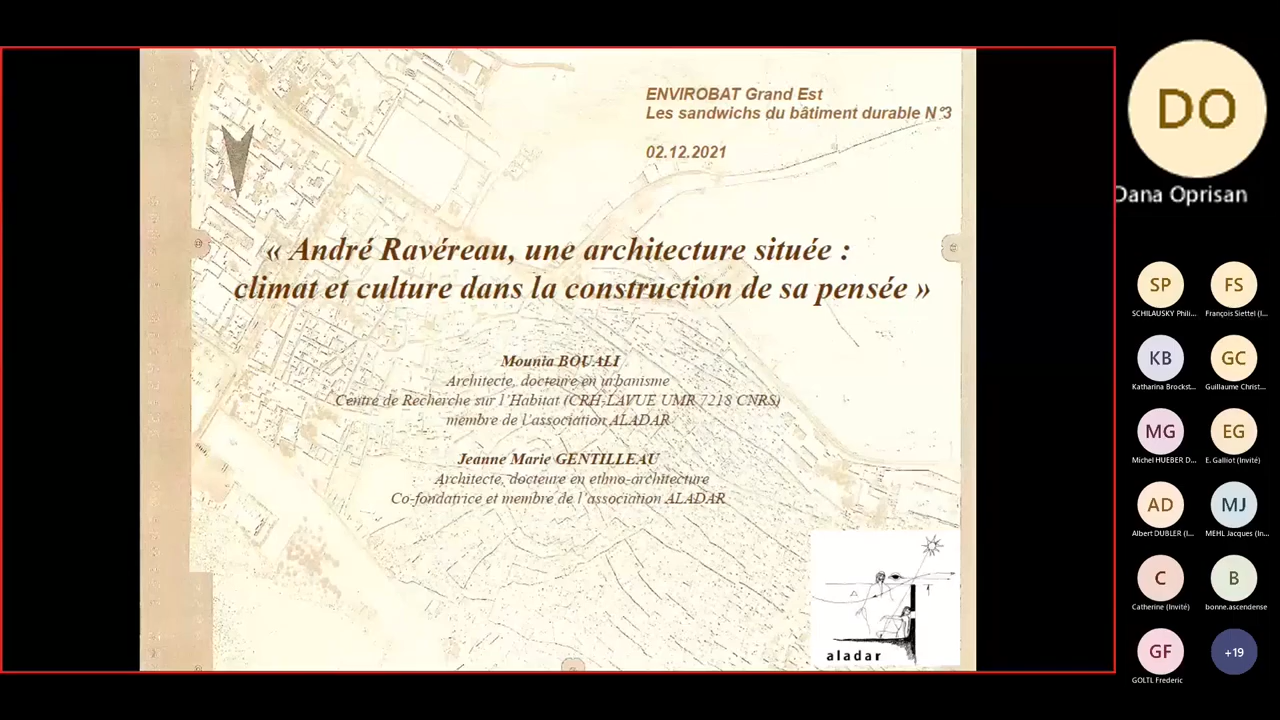 ENVIROBAT Grand Est
Les sandwichs du bâtiment durable N°3
02.12.2021
« André Ravéreau, une architecture située :
climat et culture dans la construction de sa pensée »
Mounia BOUALI
Architecte, docteure en urbanisme
Centre de Recherche sur l'Habitat (CRH-LAVUE UMR 7218 CNRS)
membre de l'association ALADAR
Jeanne Marie GENTILLEAU
Architecte, docteure en ethno-architecture
Co-fondatrice et membre de l'association ALADAR
aladar
DO
Dana Oprisan
SP FS
SCHILAUSKY Phili... François Siettel (I...
KB GC
Katharina Brockst... Guillaume Christ...
MG EG
Michel HUEBER D... E. Galliot (Invité)
AD MJ
Albert DUBLER (I... MEHL Jacques (In...
C B
Catherine (Invité) bonne.ascendense
GF +19
GOLTL Frederic